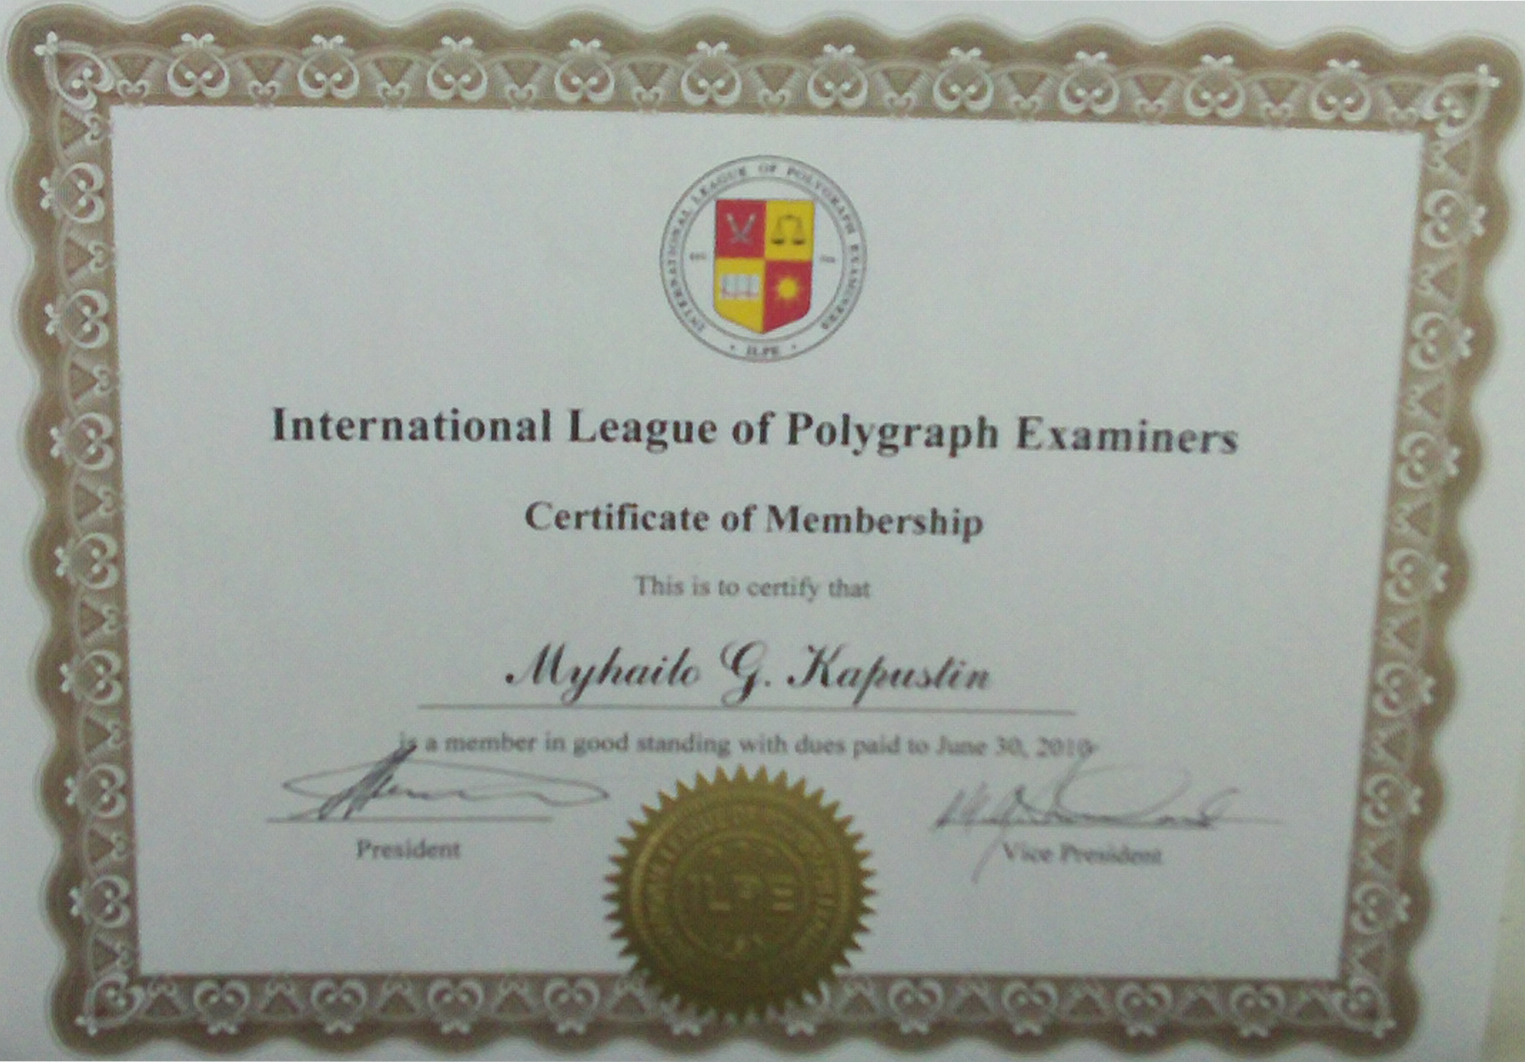 INTERNATIONAL LEAGUE OF POLYGRAPH EXAMINERS
· ILPE ·
International League of Polygraph Examiners
Certificate of Membership
This is to certify that
Myhailo G. Kapustin
is a member in good standing with dues paid to June 30, 2010
President
Vice President
ILPE